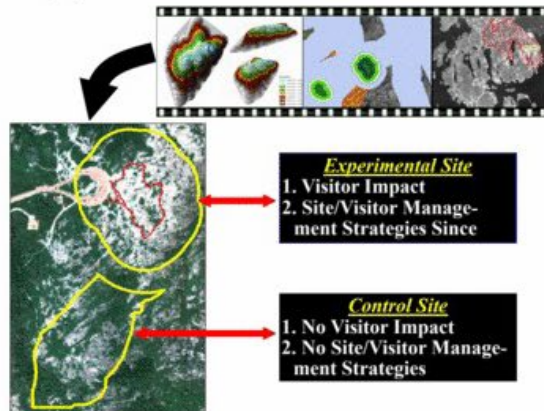 Experimental Site
1. Visitor Impact
2. Site/Visitor Manage-
ment Strategies Since
Control Site
1. No Visitor Impact
2. No Site/Visitor Manage-
ment Strategies